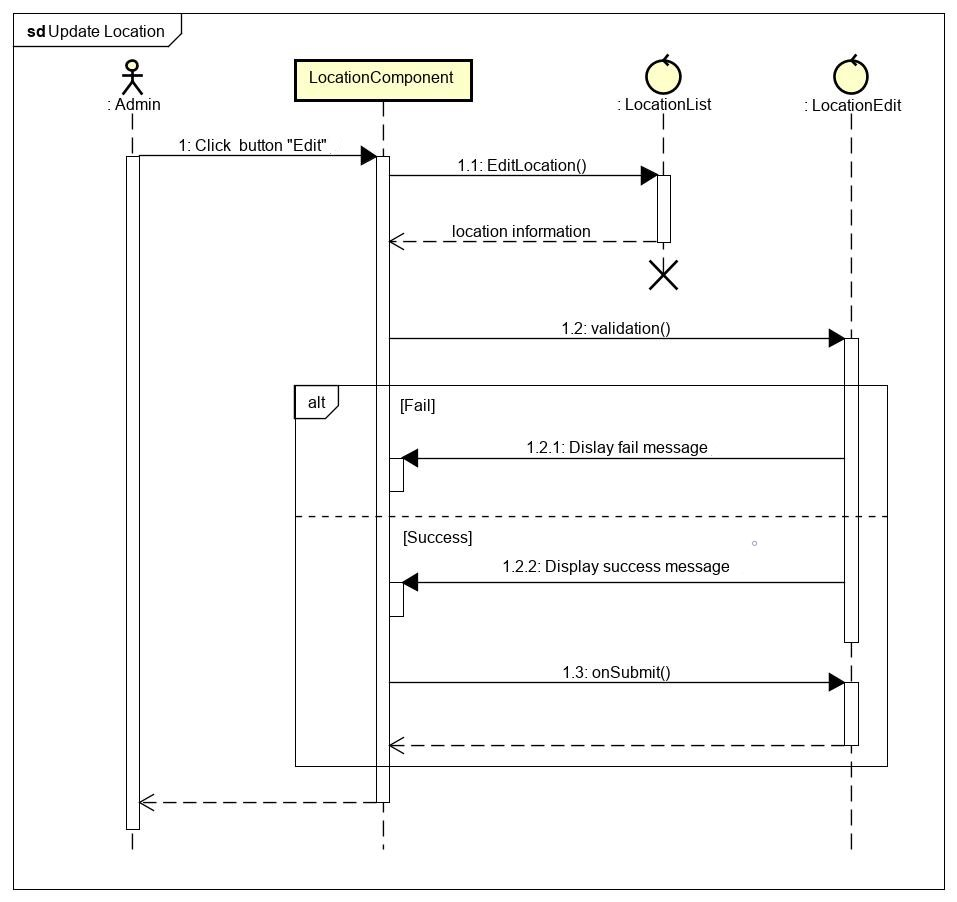 sd Update Location
: Admin
LocationComponent
: LocationList
: LocationEdit
1: Click button "Edit"
1.1: EditLocation()
location information
1.2: validation()
alt
[Fail]
1.2.1: Dislay fail message
[Success]
1.2.2: Display success message
1.3: onSubmit()